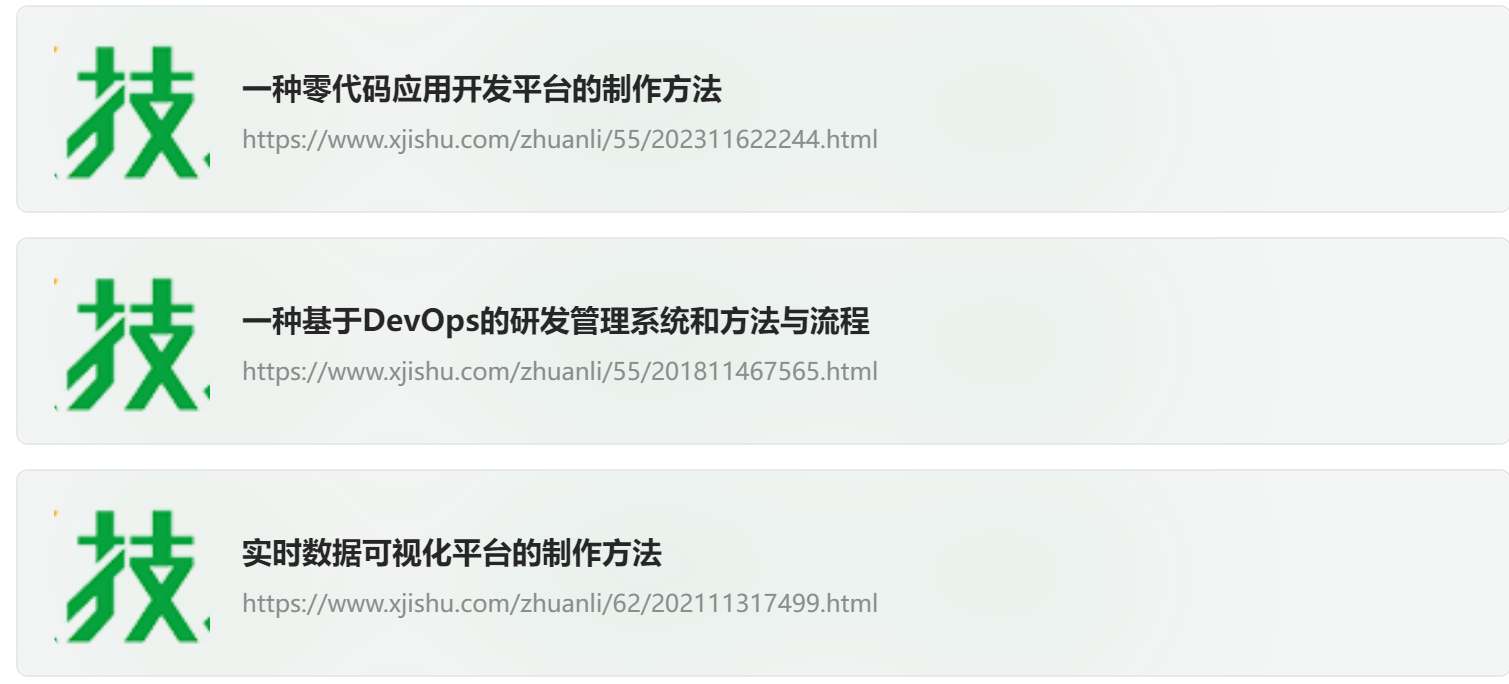 技
一种零代码应用开发平台的制作方法
https://www.xjishu.com/zhuanli/55/202311622244.html
技
一种基于DevOps的研发管理系统和方法与流程
https://www.xjishu.com/zhuanli/55/201811467565.html
技
实时数据可视化平台的制作方法
https://www.xjishu.com/zhuanli/62/202111317499.html